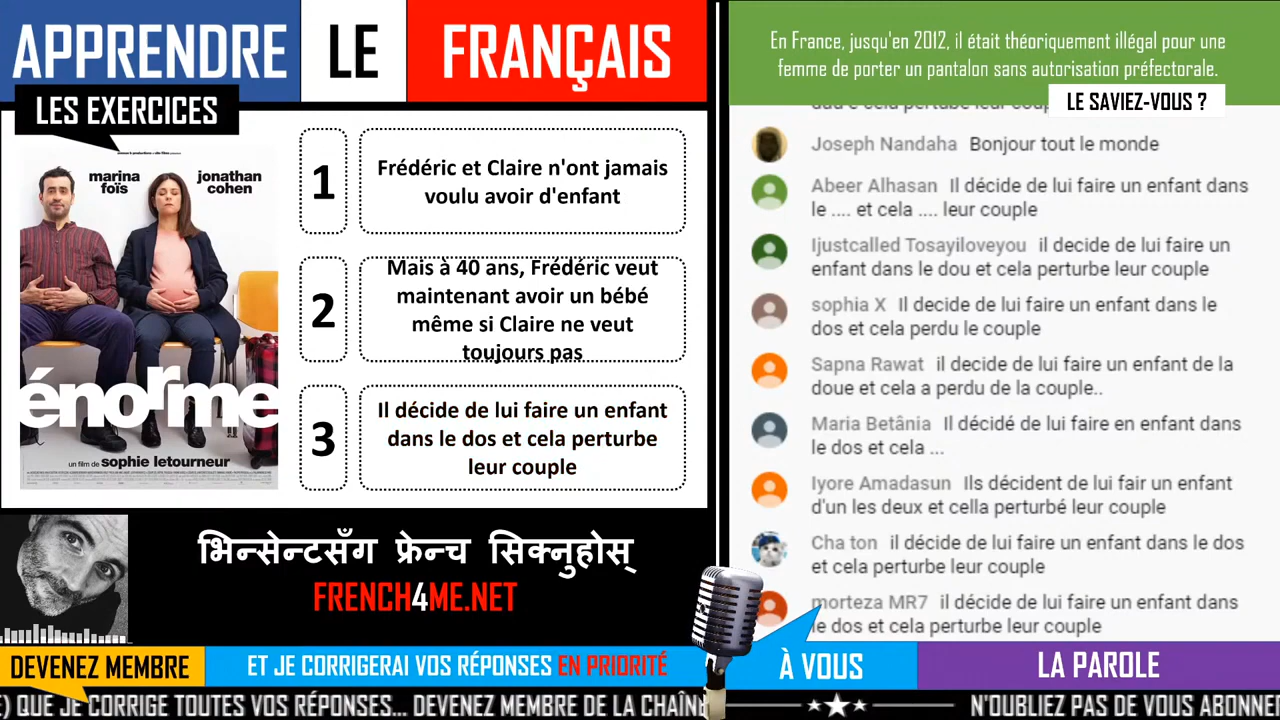 APPRENDRE LE FRANÇAIS
LES EXERCICES
marina foïs
jonathan cohen
énorme
un film de sophie letourneur
1
Frédéric et Claire n'ont jamais
voulu avoir d'enfant
2
Mais à 40 ans, Frédéric veut
maintenant avoir un bébé
même si Claire ne veut
toujours pas
3
Il décide de lui faire un enfant
dans le dos et cela perturbe
leur couple
भिन्सेन्टसँग फ्रेन्च सिक्नुहोस्
FRENCH4ME.NET
DEVENEZ MEMBRE
ET JE CORRIGERAI VOS RÉPONSES EN PRIORITÉ
En France, jusqu'en 2012, il était théoriquement illégal pour une
femme de porter un pantalon sans autorisation préfectorale.
LE SAVIEZ-VOUS ?
Joseph Nandaha Bonjour tout le monde
Abeer Alhasan Il décide de lui faire un enfant dans
le .... et cela .... leur couple
Ijustcalled Tosayiloveyou il decide de lui faire un
enfant dans le dou et cela perturbe leur couple
sophia X Il decide de lui faire un enfant dans le
dos et cela perdu le couple
Sapna Rawat il decide de lui faire un enfant de la
doue et cela a perdu de la couple..
Maria Betânia Il décidé de lui faire en enfant dans
le dos et cela ...
Iyore Amadasun Ils décident de lui fair un enfant
d'un les deux et cella perturbé leur couple
Cha ton il décide de lui faire un enfant dans le dos
et cela perturbe leur couple
morteza MR7 il décide de lui faire un enfant dans
le dos et cela perturbe leur couple
À VOUS
LA PAROLE
E) QUE JE CORRIGE TOUTES VOS RÉPONSES... DEVENEZ MEMBRE DE LA CHAÎN
N'OUBLIEZ PAS DE VOUS ABONNE